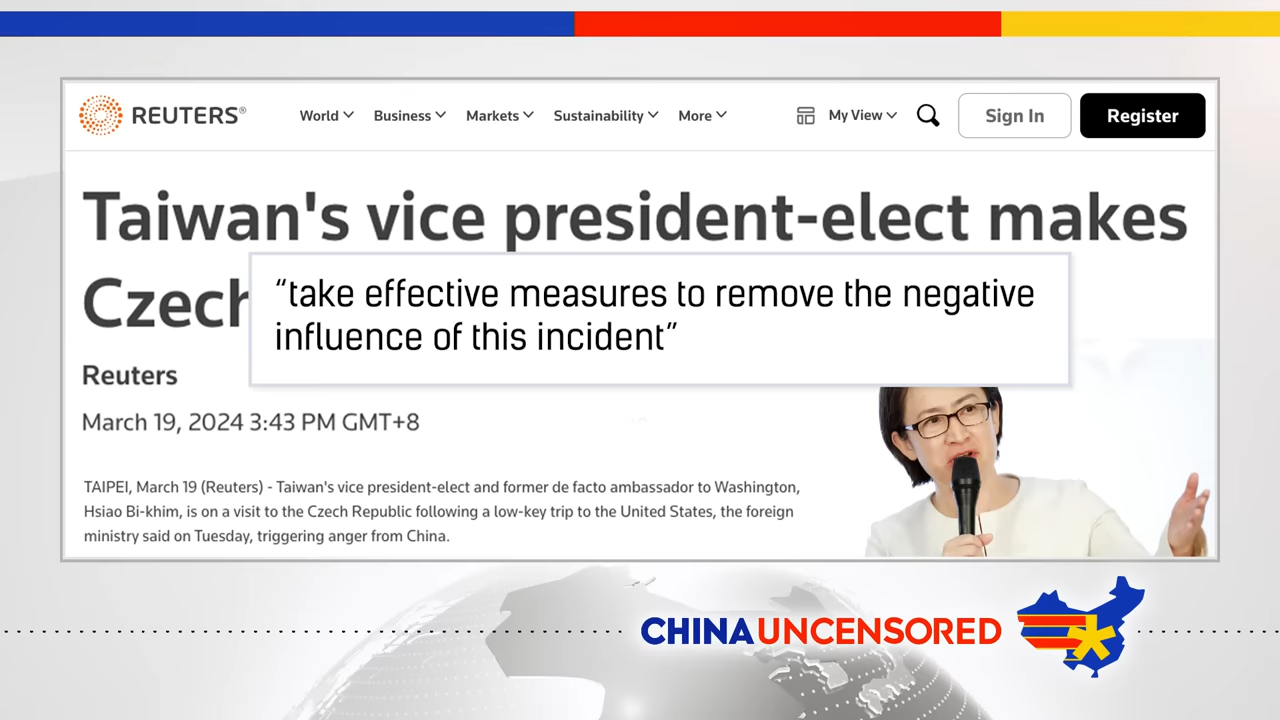 REUTERS®
World Business Markets Sustainability More My View Sign In Register
Taiwan's vice president-elect makes
Czech
“take effective measures to remove the negative
influence of this incident”
Reuters
March 19, 2024 3:43 PM GMT+8
TAIPEI, March 19 (Reuters) - Taiwan's vice president-elect and former de facto ambassador to Washington,
Hsiao Bi-khim, is on a visit to the Czech Republic following a low-key trip to the United States, the foreign
ministry said on Tuesday, triggering anger from China.
CHINAUNCENSORED